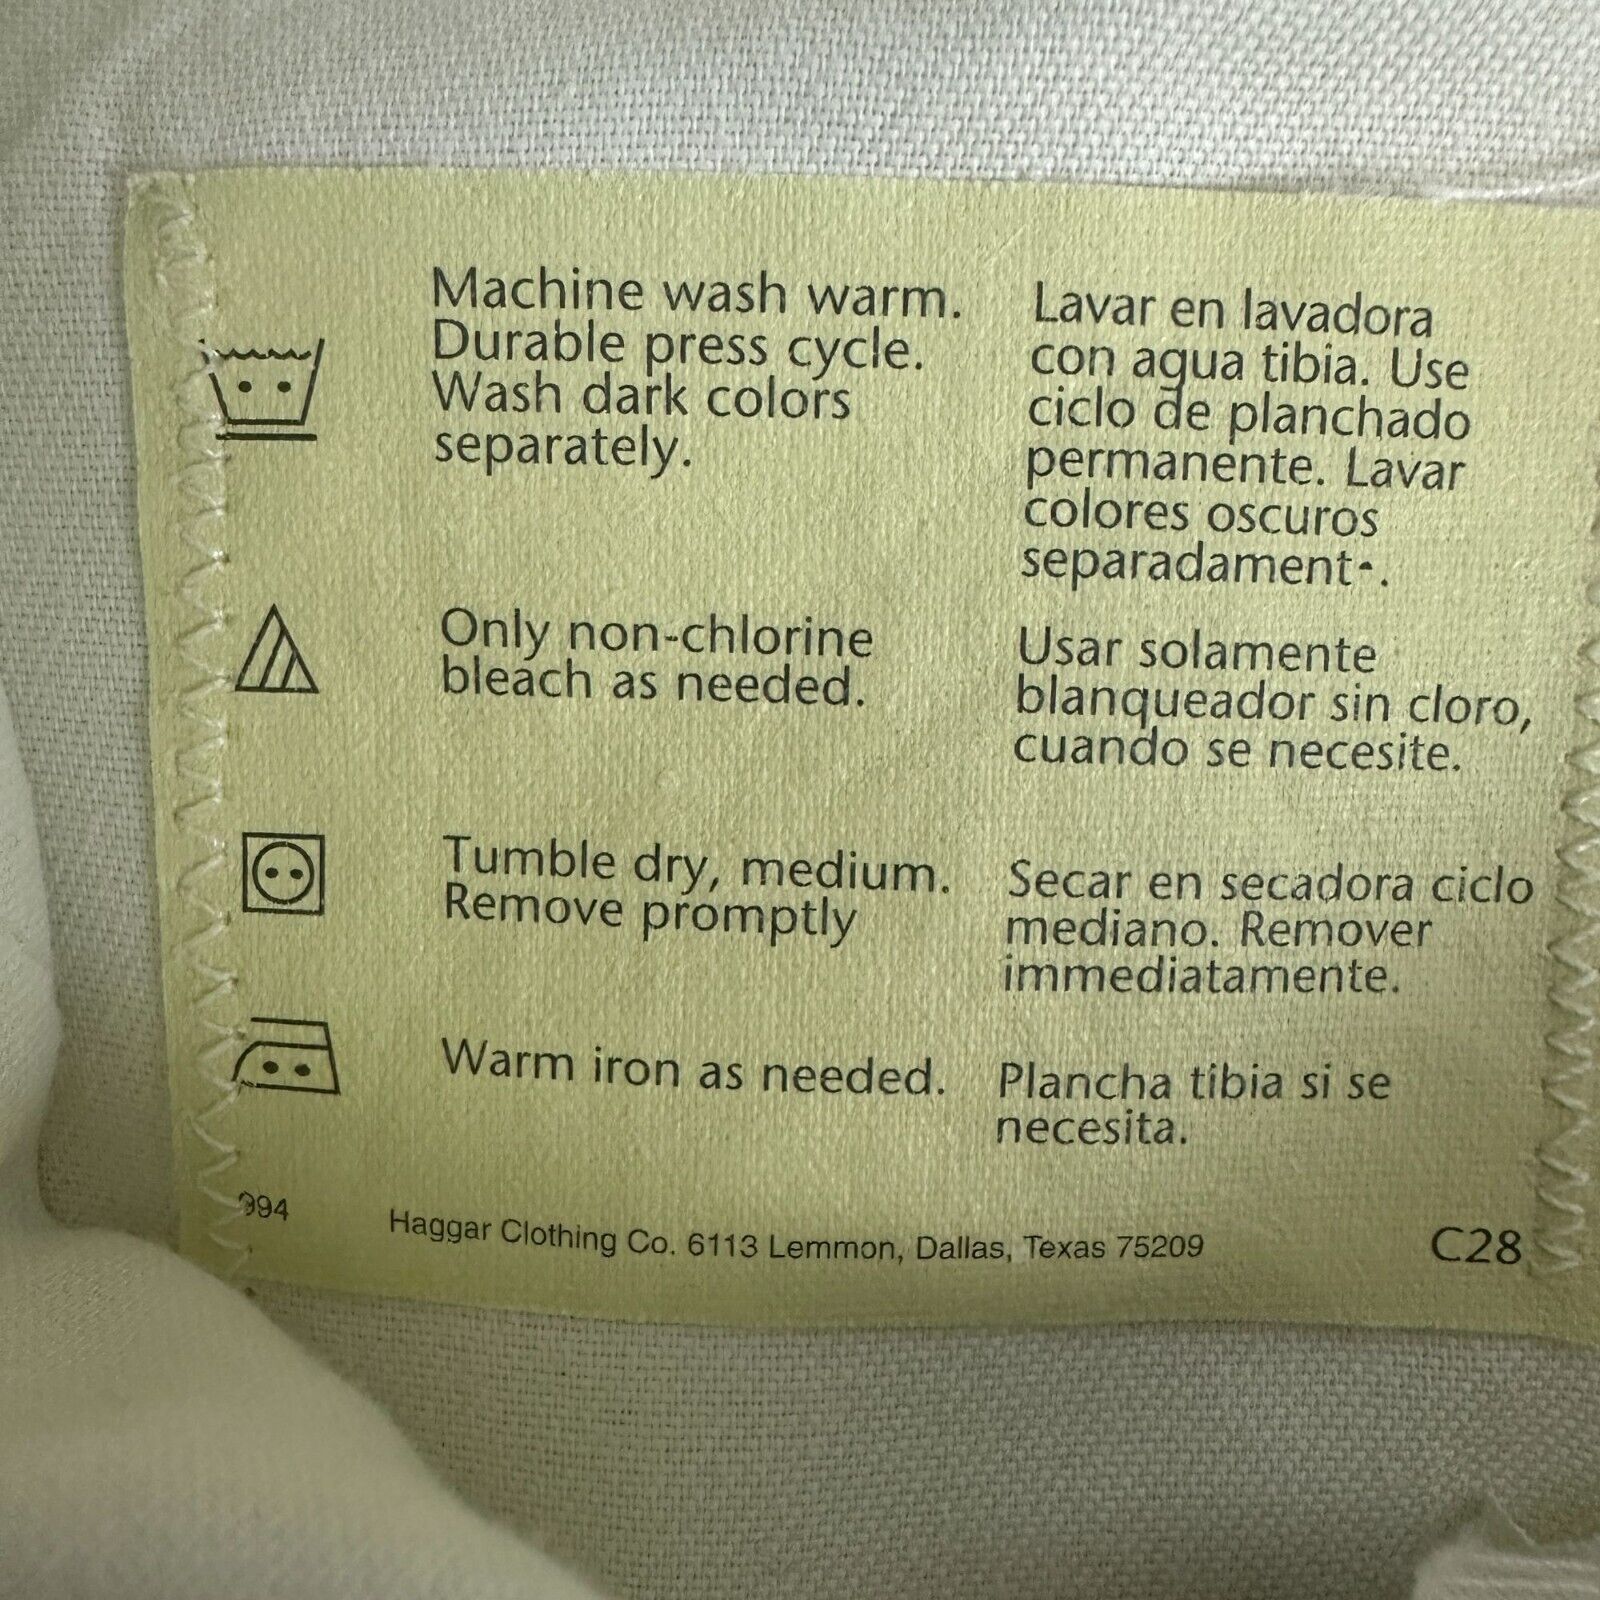 Machine wash warm.
Durable press cycle.
Wash dark colors
separately.
Lavar en lavadora
con agua tibia. Use
ciclo de planchado
permanente. Lavar
colores oscuros
Only non-chlorine
bleach as needed.
Usar solamente
blanqueador sin cloro,
cuando se necesite.
Tumble dry, medium.
Remove promptly
Secar en secadora ciclo
mediano. Remover
immediatamente.
Warm iron as needed.
Plancha tibia si se
necesita.
Haggar Clothing Co. 6113 Lemmon, Dallas, Texas 75209
C28